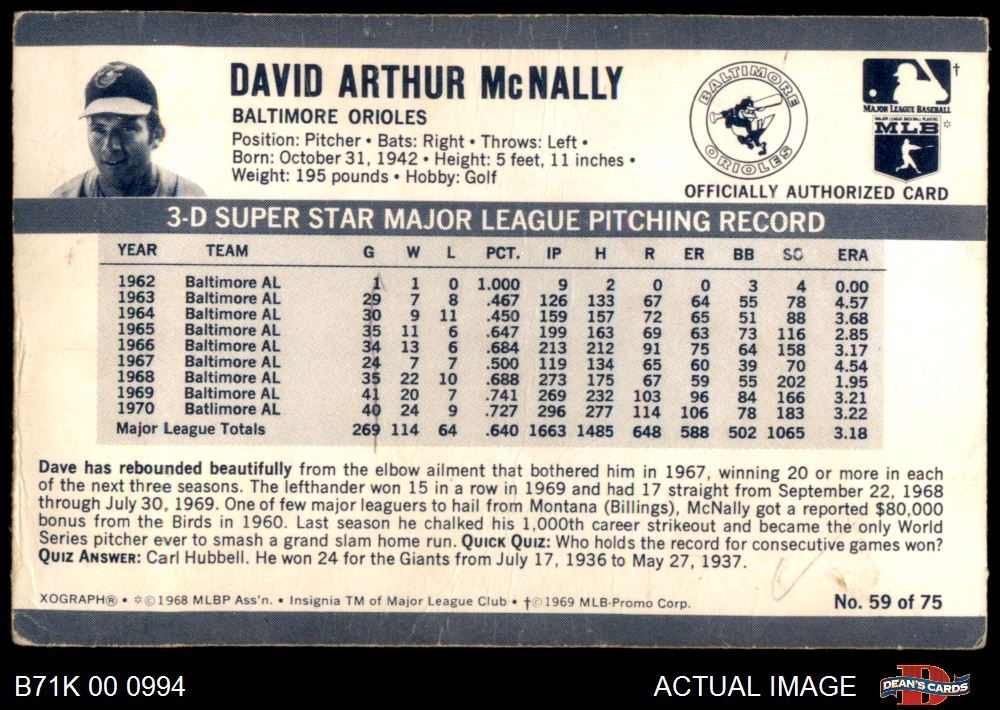 DAVID ARTHUR McNALLY
BALTIMORE ORIOLES
Position: Pitcher • Bats: Right • Throws: Left •
Born: October 31, 1942 • Height: 5 feet, 11 inches •
Weight: 195 pounds • Hobby: Golf
BALTIMORE
ORIOLES
†
MAJOR LEAGUE BASEBALL
MAJOR LEAGUE BASEBALL PLAYERS
MLB *
OFFICIALLY AUTHORIZED CARD
3-D SUPER STAR MAJOR LEAGUE PITCHING RECORD
YEAR TEAM G W L PCT. IP H R ER BB SO ERA
1962 Baltimore AL 1 1 0 1.000 9 2 0 0 3 4 0.00
1963 Baltimore AL 29 7 8 .467 126 133 67 64 55 78 4.57
1964 Baltimore AL 30 9 11 .450 159 157 72 65 51 88 3.68
1965 Baltimore AL 35 11 6 .647 199 163 69 63 73 116 2.85
1966 Baltimore AL 34 13 6 .684 213 212 91 75 64 158 3.17
1967 Baltimore AL 24 7 7 .500 119 134 65 60 39 70 4.54
1968 Baltimore AL 35 22 10 .688 273 175 67 59 55 202 1.95
1969 Baltimore AL 41 20 7 .741 269 232 103 96 84 166 3.21
1970 Batlimore AL 40 24 9 .727 296 277 114 106 78 183 3.22
Major League Totals 269 114 64 .640 1663 1485 648 588 502 1065 3.18
Dave has rebounded beautifully from the elbow ailment that bothered him in 1967, winning 20 or more in each
of the next three seasons. The lefthander won 15 in a row in 1969 and had 17 straight from September 22, 1968
through July 30, 1969. One of few major leaguers to hail from Montana (Billings), McNally got a reported $80,000
bonus from the Birds in 1960. Last season he chalked his 1,000th career strikeout and became the only World
Series pitcher ever to smash a grand slam home run. QUICK QUIZ: Who holds the record for consecutive games won?
QUIZ ANSWER: Carl Hubbell. He won 24 for the Giants from July 17, 1936 to May 27, 1937.
XOGRAPH® • *©1968 MLBP Ass'n. • Insignia TM of Major League Club • †©1969 MLB-Promo Corp.
No. 59 of 75
B71K 00 0994
ACTUAL IMAGE
DEAN'S CARDS